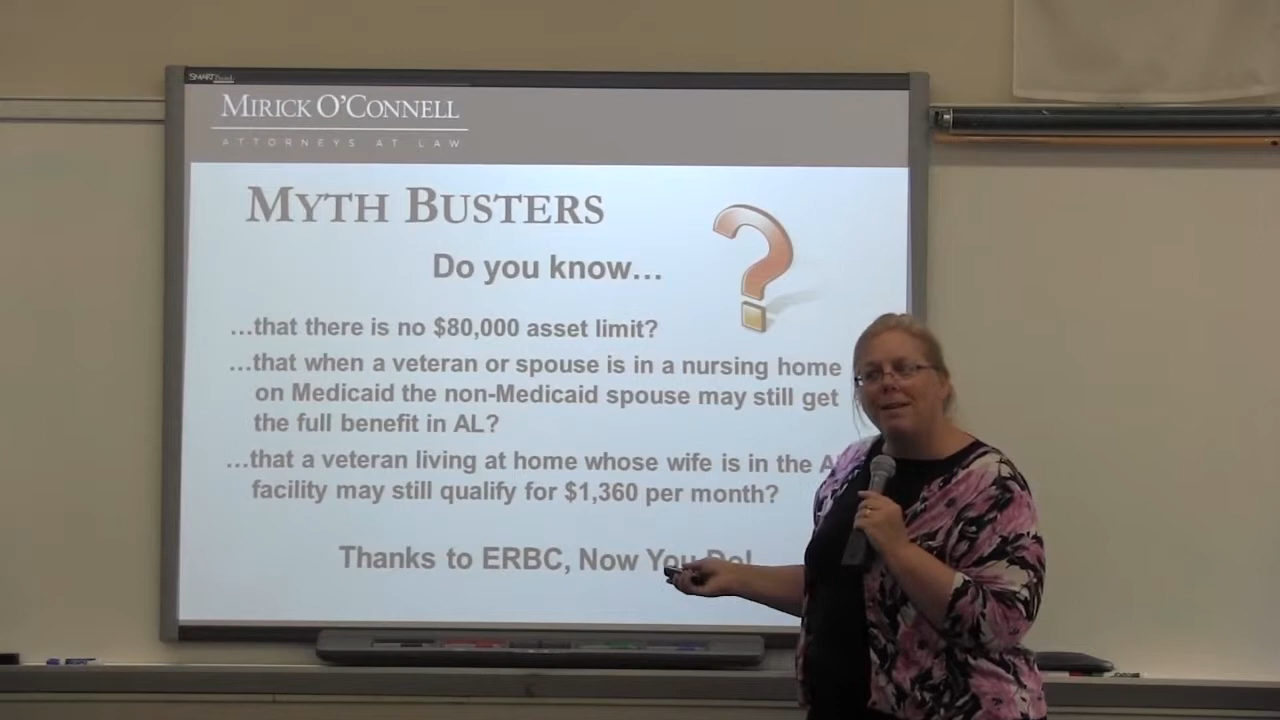 SMART Board
MIRICK O'CONNELL
ATTORNEYS AT LAW
MYTH BUSTERS
Do you know…
…that there is no $80,000 asset limit?
…that when a veteran or spouse is in a nursing home
on Medicaid the non-Medicaid spouse may still get
the full benefit in AL?
…that a veteran living at home whose wife is in the
facility may still qualify for $1,360 per month?
Thanks to ERBC, Now You Do!